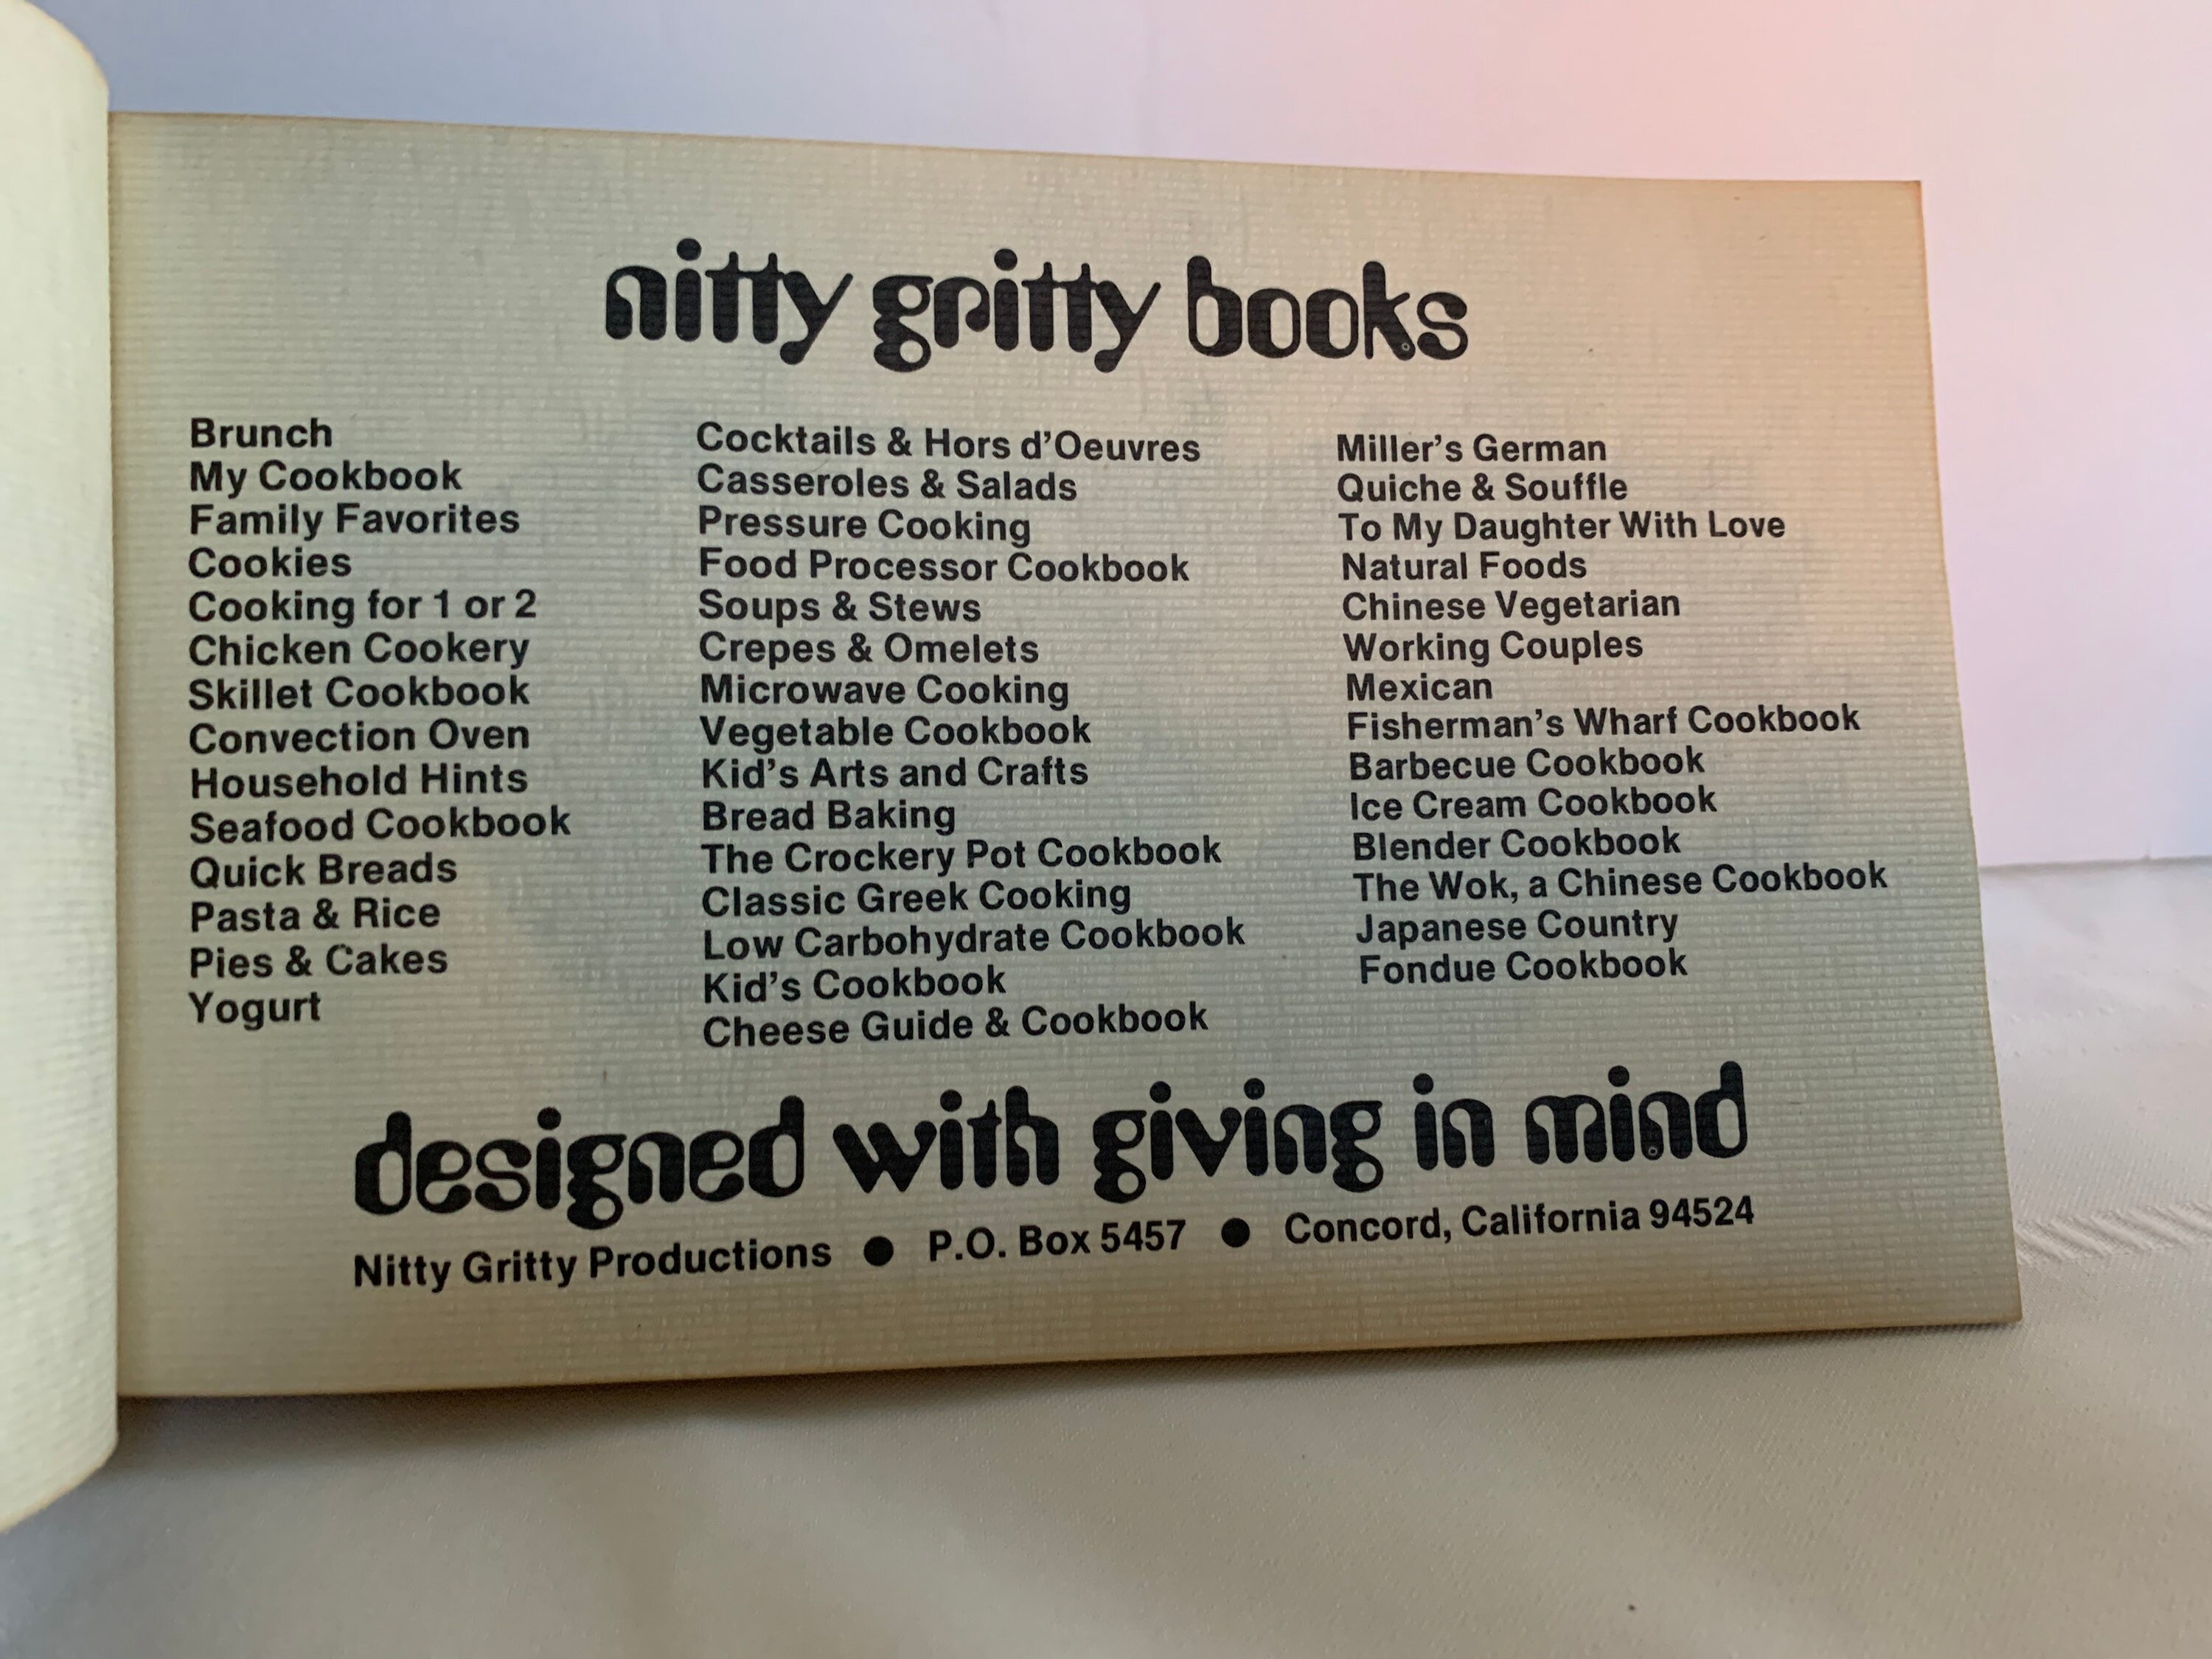 nitty gritty books
Brunch
My Cookbook
Family Favorites
Cookies
Cooking for 1 or 2
Chicken Cookery
Skillet Cookbook
Convection Oven
Household Hints
Seafood Cookbook
Quick Breads
Pasta & Rice
Pies & Cakes
Yogurt
Cocktails & Hors d'Oeuvres
Casseroles & Salads
Pressure Cooking
Food Processor Cookbook
Soups & Stews
Crepes & Omelets
Microwave Cooking
Vegetable Cookbook
Kid's Arts and Crafts
Bread Baking
The Crockery Pot Cookbook
Classic Greek Cooking
Low Carbohydrate Cookbook
Kid's Cookbook
Cheese Guide & Cookbook
Miller's German
Quiche & Souffle
To My Daughter With Love
Natural Foods
Chinese Vegetarian
Working Couples
Mexican
Fisherman's Wharf Cookbook
Barbecue Cookbook
Ice Cream Cookbook
Blender Cookbook
The Wok, a Chinese Cookbook
Japanese Country
Fondue Cookbook
designed with giving in mind
Nitty Gritty Productions ● P.O. Box 5457 ● Concord, California 94524